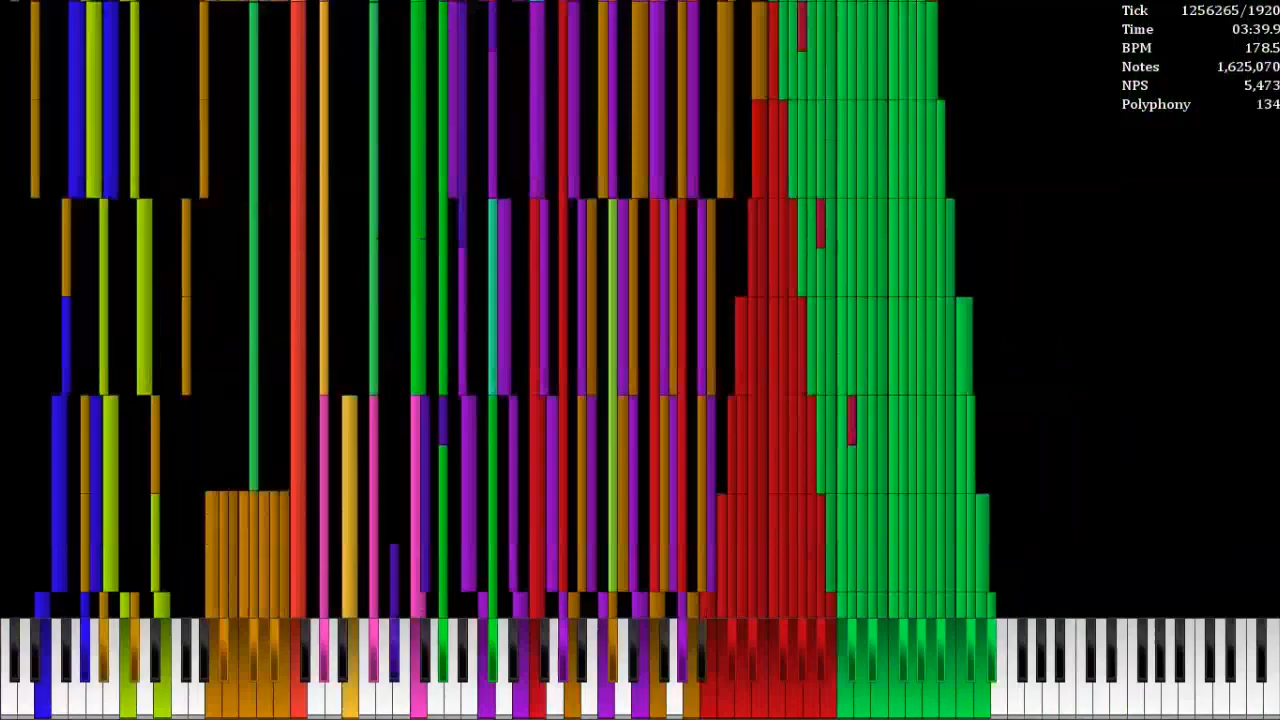 Tick 1256265/1920
Time 03:39.9
BPM 178.5
Notes 1,625,070
NPS 5,473
Polyphony 134